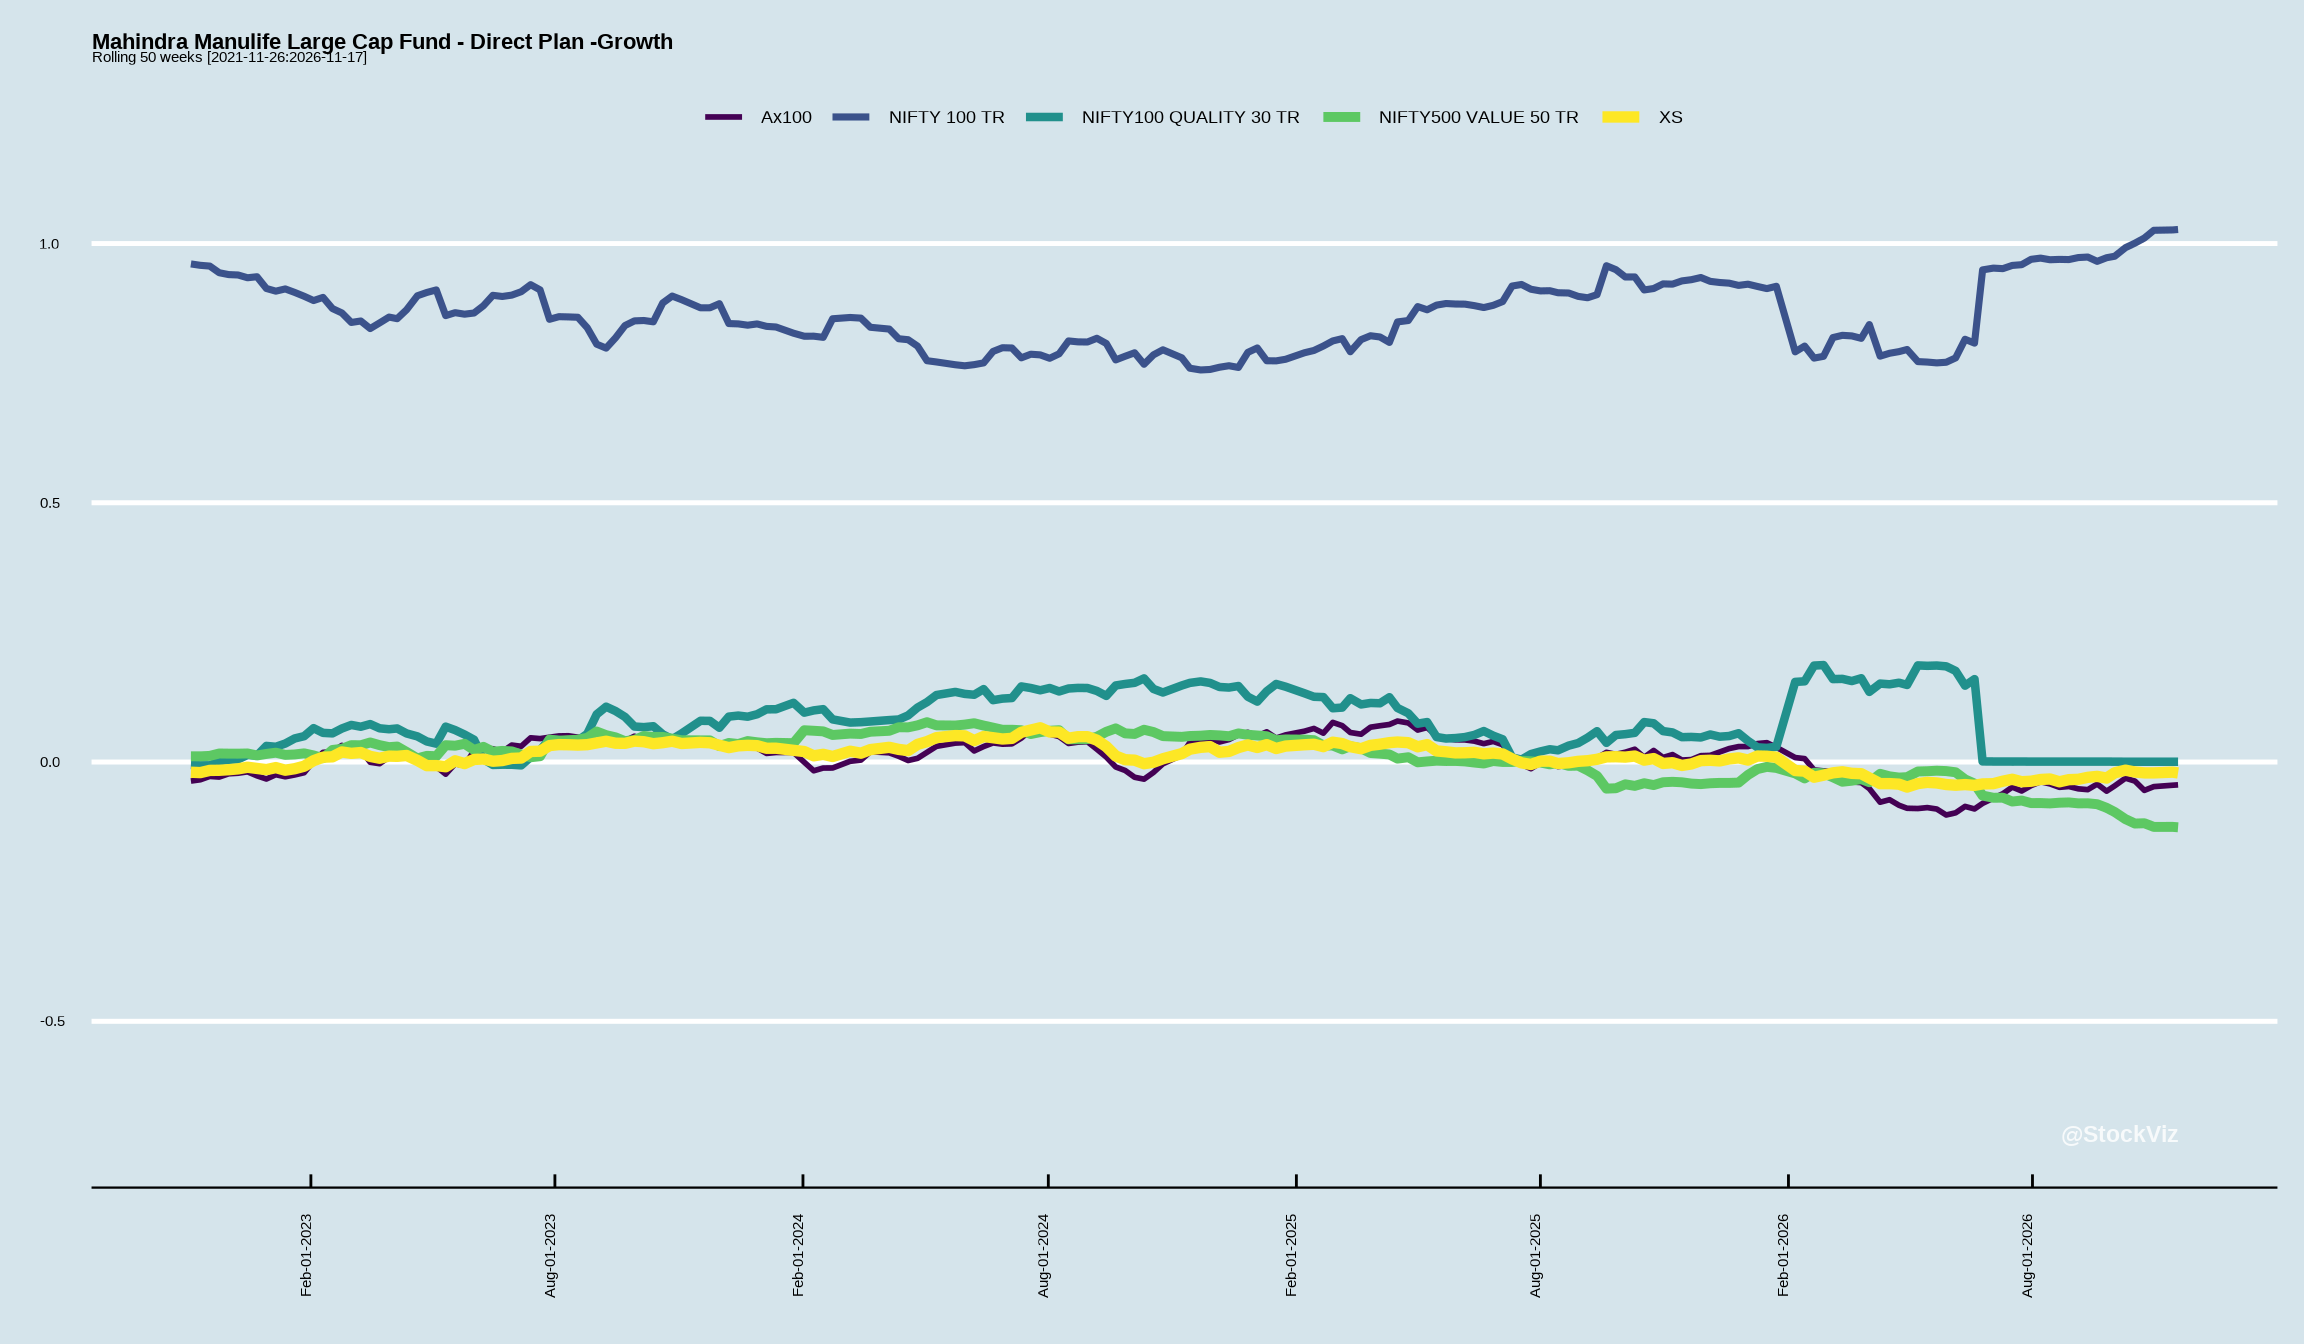 Mahindra Manulife Large Cap Fund - Direct Plan -Growth
Rolling 50 weeks [2021-11-26:2026-11-17]
Ax100 NIFTY 100 TR NIFTY100 QUALITY 30 TR NIFTY500 VALUE 50 TR XS
1.0
0.5
0.0
-0.5
@StockViz
Feb-01-2023 Aug-01-2023 Feb-01-2024 Aug-01-2024 Feb-01-2025 Aug-01-2025 Feb-01-2026 Aug-01-2026